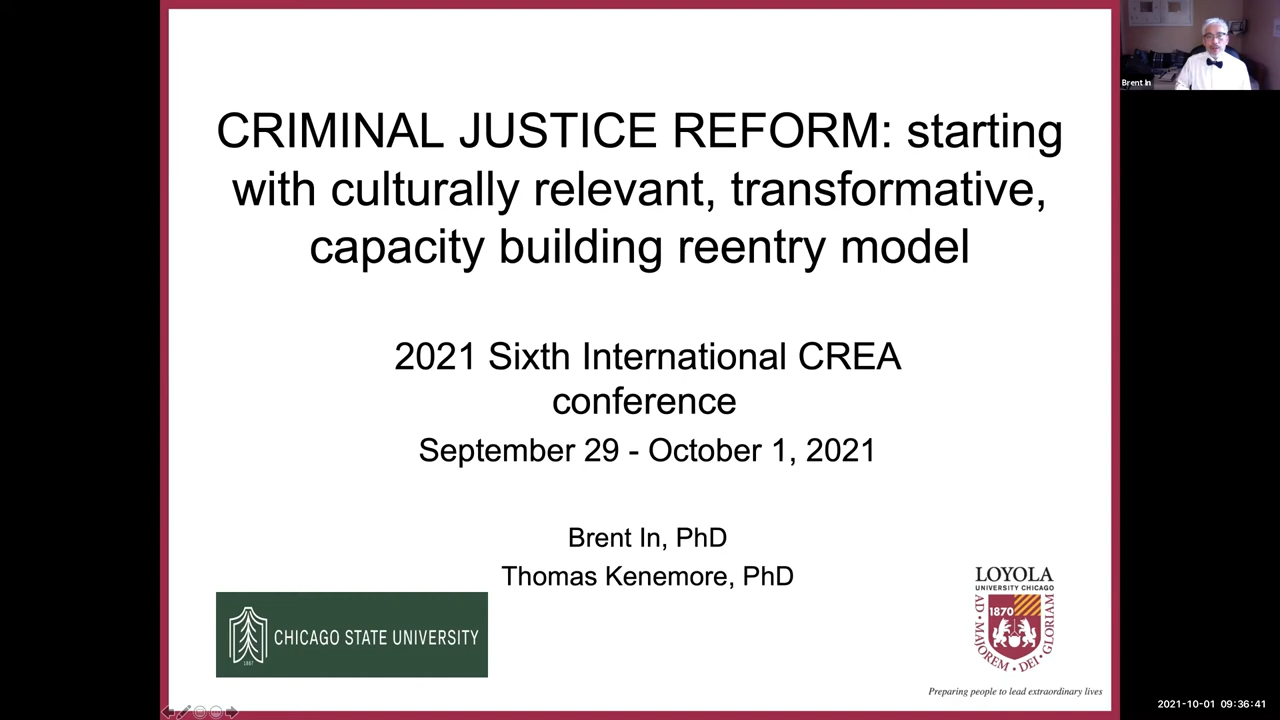 CRIMINAL JUSTICE REFORM: starting
with culturally relevant, transformative,
capacity building reentry model
2021 Sixth International CREA
conference
September 29 - October 1, 2021
Brent In, PhD
Thomas Kenemore, PhD
CHICAGO STATE UNIVERSITY
1867
LOYOLA
UNIVERSITY CHICAGO
1870
AD • MAJOREM • DEI • GLORIAM
Preparing people to lead extraordinary lives
Brent In
2021-10-01 09:36:41